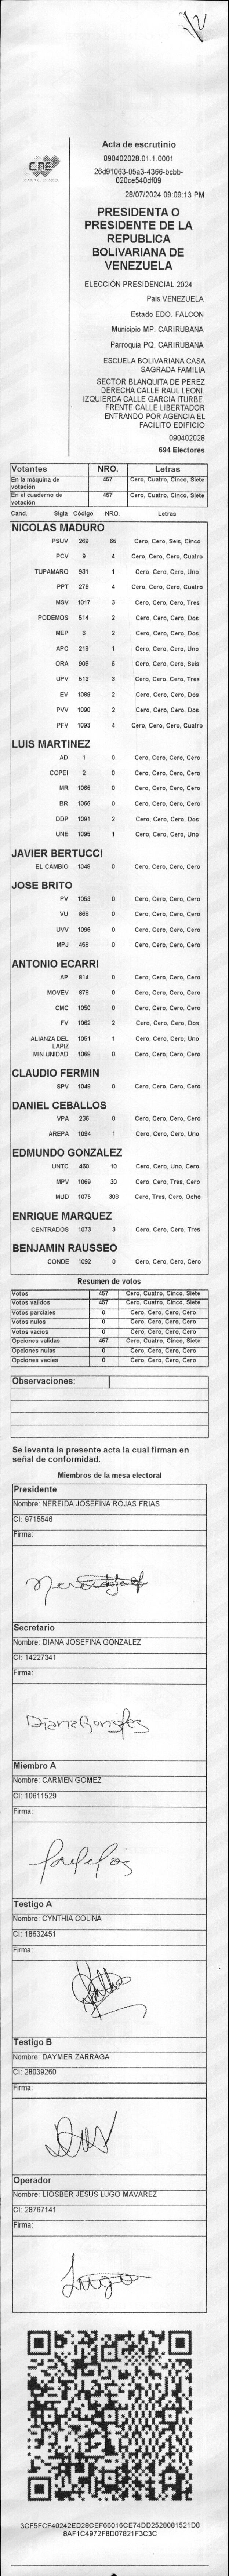 CNE
Acta de escrutinio
090402028.01.1.0001
26d91063-05a3-4366-bcbb-
020ce540df09
28/07/2024 09:09:13 PM
PRESIDENTA O
PRESIDENTE DE LA
REPUBLICA
BOLIVARIANA DE
VENEZUELA
ELECCIÓN PRESIDENCIAL 2024
País VENEZUELA
Estado EDO. FALCON
Municipio MP. CARIRUBANA
Parroquia PQ. CARIRUBANA
ESCUELA BOLIVARIANA CASA
SAGRADA FAMILIA
SECTOR BLANQUITA DE PEREZ
DERECHA CALLE RAUL LEONI.
IZQUIERDA CALLE GARCIA ITURBE.
FRENTE CALLE LIBERTADOR
ENTRANDO POR AGENCIA EL
FACILITO EDIFICIO
090402028
694 Electores
Votantes NRO. Letras
En la máquina de votación 457 Cero, Cuatro, Cinco, Siete
En el cuaderno de votación 457 Cero, Cuatro, Cinco, Siete
Cand. Sigla Código NRO. Letras
NICOLAS MADURO
PSUV 269 65 Cero, Cero, Seis, Cinco
PCV 9 4 Cero, Cero, Cero, Cuatro
TUPAMARO 931 1 Cero, Cero, Cero, Uno
PPT 276 4 Cero, Cero, Cero, Cuatro
MSV 1017 3 Cero, Cero, Cero, Tres
PODEMOS 514 2 Cero, Cero, Cero, Dos
MEP 6 2 Cero, Cero, Cero, Dos
APC 219 1 Cero, Cero, Cero, Uno
ORA 906 6 Cero, Cero, Cero, Seis
UPV 513 3 Cero, Cero, Cero, Tres
EV 1089 2 Cero, Cero, Cero, Dos
PVV 1090 2 Cero, Cero, Cero, Dos
PFV 1093 4 Cero, Cero, Cero, Cuatro
LUIS MARTINEZ
AD 1 0 Cero, Cero, Cero, Cero
COPEI 2 0 Cero, Cero, Cero, Cero
MR 1065 0 Cero, Cero, Cero, Cero
BR 1066 0 Cero, Cero, Cero, Cero
DDP 1091 2 Cero, Cero, Cero, Dos
UNE 1095 1 Cero, Cero, Cero, Uno
JAVIER BERTUCCI
EL CAMBIO 1049 0 Cero, Cero, Cero, Cero
JOSE BRITO
PV 1053 0 Cero, Cero, Cero, Cero
VU 869 0 Cero, Cero, Cero, Cero
UVV 1096 0 Cero, Cero, Cero, Cero
MPJ 458 0 Cero, Cero, Cero, Cero
ANTONIO ECARRI
AP 914 0 Cero, Cero, Cero, Cero
MOVEV 878 0 Cero, Cero, Cero, Cero
CMC 1050 0 Cero, Cero, Cero, Cero
FV 1062 2 Cero, Cero, Cero, Dos
ALIANZA DEL LAPIZ 1051 1 Cero, Cero, Cero, Uno
MIN UNIDAD 1068 0 Cero, Cero, Cero, Cero
CLAUDIO FERMIN
SPV 1049 0 Cero, Cero, Cero, Cero
DANIEL CEBALLOS
VPA 236 0 Cero, Cero, Cero, Cero
AREPA 1094 1 Cero, Cero, Cero, Uno
EDMUNDO GONZALEZ
UNTC 460 10 Cero, Cero, Uno, Cero
MPV 1069 30 Cero, Cero, Tres, Cero
MUD 1075 308 Cero, Tres, Cero, Ocho
ENRIQUE MARQUEZ
CENTRADOS 1073 3 Cero, Cero, Cero, Tres
BENJAMIN RAUSSEO
CONDE 1092 0 Cero, Cero, Cero, Cero
Resumen de votos
Votos 457 Cero, Cuatro, Cinco, Siete
Votos validos 457 Cero, Cuatro, Cinco, Siete
Votos parciales 0 Cero, Cero, Cero, Cero
Votos nulos 0 Cero, Cero, Cero, Cero
Votos vacios 0 Cero, Cero, Cero, Cero
Opciones validas 457 Cero, Cuatro, Cinco, Siete
Opciones nulas 0 Cero, Cero, Cero, Cero
Opciones vacias 0 Cero, Cero, Cero, Cero
Observaciones:
Se levanta la presente acta la cual firman en
señal de conformidad.
Miembros de la mesa electoral
Presidente
Nombre: NEREIDA JOSEFINA ROJAS FRIAS
CI: 9715546
Firma:
Secretario
Nombre: DIANA JOSEFINA GONZALEZ
CI: 14227341
Firma:
Diana González
Miembro A
Nombre: CARMEN GOMEZ
CI: 10611529
Firma:
Testigo A
Nombre: CYNTHIA COLINA
CI: 18632451
Firma:
Testigo B
Nombre: DAYMER ZARRAGA
CI: 28039260
Firma:
Operador
Nombre: LIOSBER JESUS LUGO MAVAREZ
CI: 28767141
Firma:
Lugo
3CF5FCF40242ED28CEF66016CE74DD2528081521D8
BAF1C4972F8D07821F3C3C